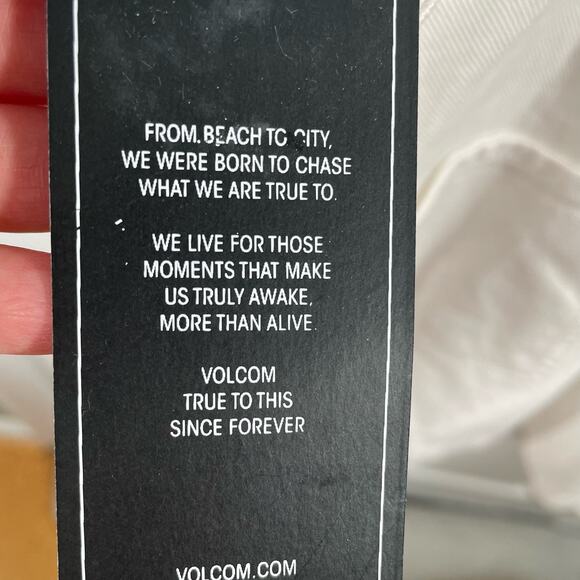 FROM BEACH TO CITY,
WE WERE BORN TO CHASE
WHAT WE ARE TRUE TO.
WE LIVE FOR THOSE
MOMENTS THAT MAKE
US TRULY AWAKE,
MORE THAN ALIVE.
VOLCOM
TRUE TO THIS
SINCE FOREVER
VOLCOM.COM